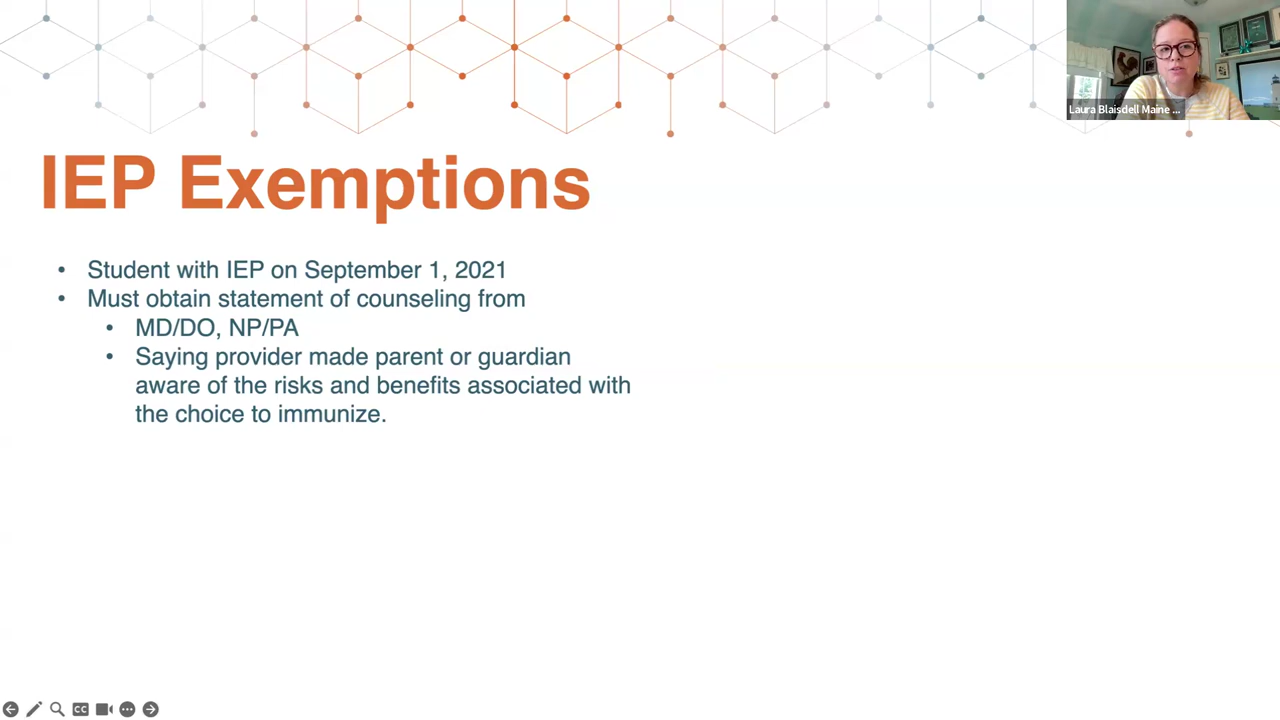 Laura Blaisdell Maine ...
IEP Exemptions
• Student with IEP on September 1, 2021
• Must obtain statement of counseling from
• MD/DO, NP/PA
• Saying provider made parent or guardian
aware of the risks and benefits associated with
the choice to immunize.
CC